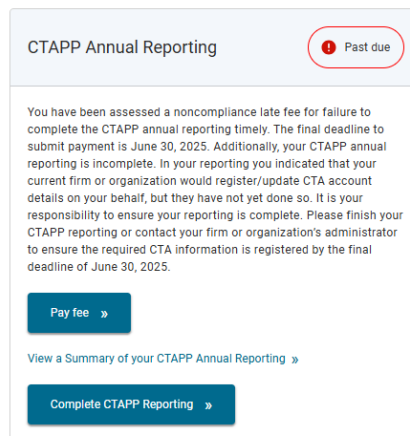 CTAPP Annual Reporting
Past due
You have been assessed a noncompliance late fee for failure to
complete the CTAPP annual reporting timely. The final deadline to
submit payment is June 30, 2025. Additionally, your CTAPP annual
reporting is incomplete. In your reporting you indicated that your
current firm or organization would register/update CTA account
details on your behalf, but they have not yet done so. It is your
responsibility to ensure your reporting is complete. Please finish your
CTAPP reporting or contact your firm or organization's administrator
to ensure the required CTA information is registered by the final
deadline of June 30, 2025.
Pay fee »
View a Summary of your CTAPP Annual Reporting »
Complete CTAPP Reporting »